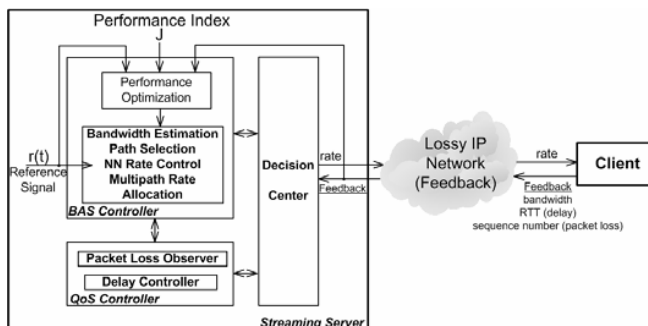 Performance Index
J
Performance
Optimization
r(t)
Reference
Signal
Bandwidth Estimation
Path Selection
NN Rate Control
Multipath Rate
Allocation
BAS Controller
Packet Loss Observer
Delay Controller
QoS Controller
Decision
Center
Streaming Server
rate
Feedback
Lossy IP
Network
(Feedback)
rate
Feedback
bandwidth
RTT (delay)
sequence number (packet loss)
Client